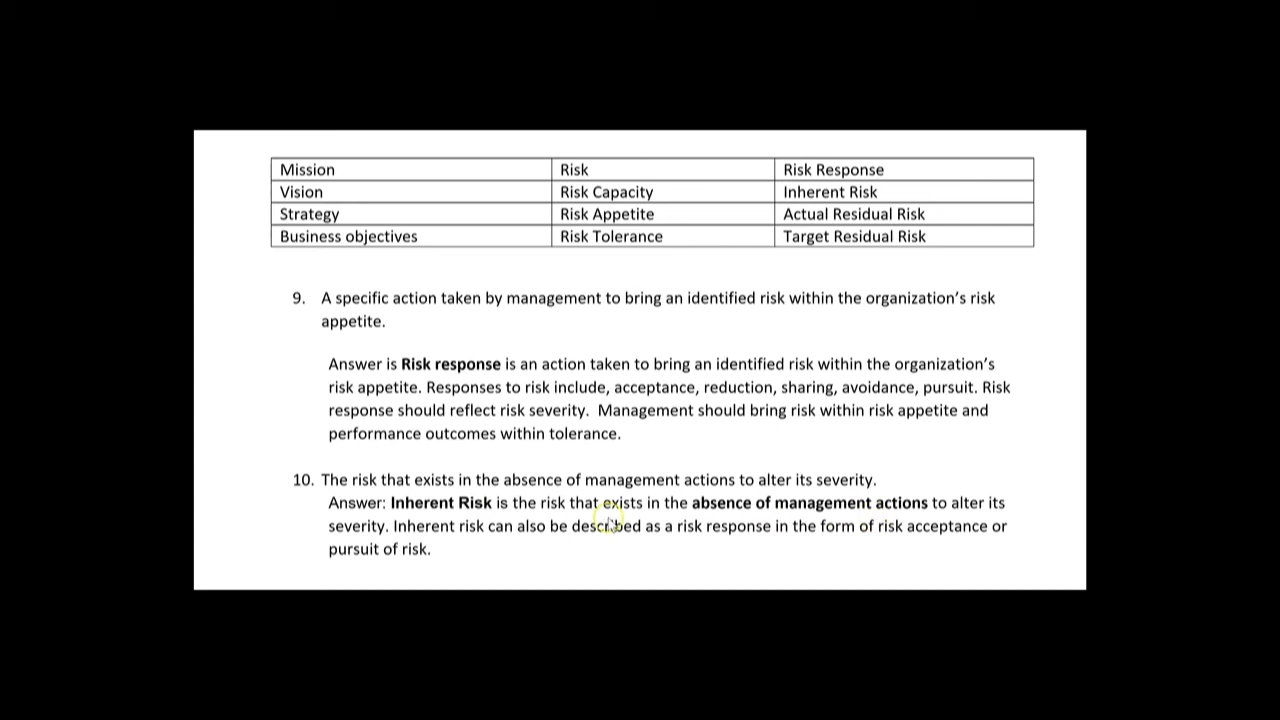 Mission Risk Risk Response
Vision Risk Capacity Inherent Risk
Strategy Risk Appetite Actual Residual Risk
Business objectives Risk Tolerance Target Residual Risk
9. A specific action taken by management to bring an identified risk within the organization's risk
appetite.
Answer is Risk response is an action taken to bring an identified risk within the organization's
risk appetite. Responses to risk include, acceptance, reduction, sharing, avoidance, pursuit. Risk
response should reflect risk severity. Management should bring risk within risk appetite and
performance outcomes within tolerance.
10. The risk that exists in the absence of management actions to alter its severity.
Answer: Inherent Risk is the risk that exists in the absence of management actions to alter its
severity. Inherent risk can also be described as a risk response in the form of risk acceptance or
pursuit of risk.